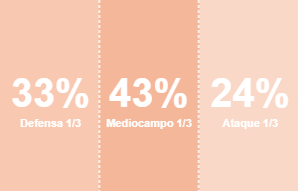 33% 43% 24%
Defensa 1/3 Mediocampo 1/3 Ataque 1/3